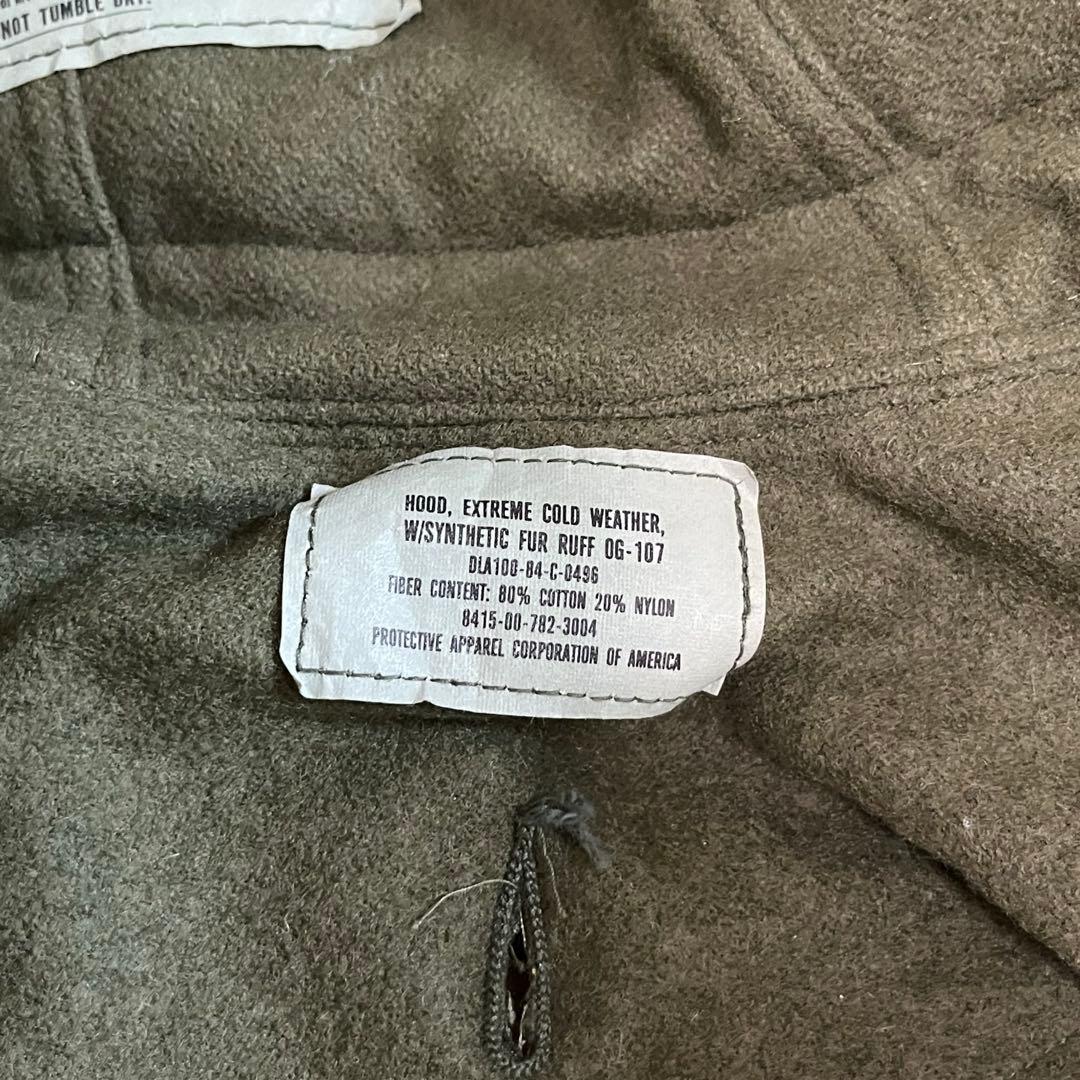 NOT TUMBLE DRY.
HOOD, EXTREME COLD WEATHER,
W/SYNTHETIC FUR RUFF OG-107
DLA100-84-C-0496
FIBER CONTENT: 80% COTTON 20% NYLON
8415-00-782-3004
PROTECTIVE APPAREL CORPORATION OF AMERICA